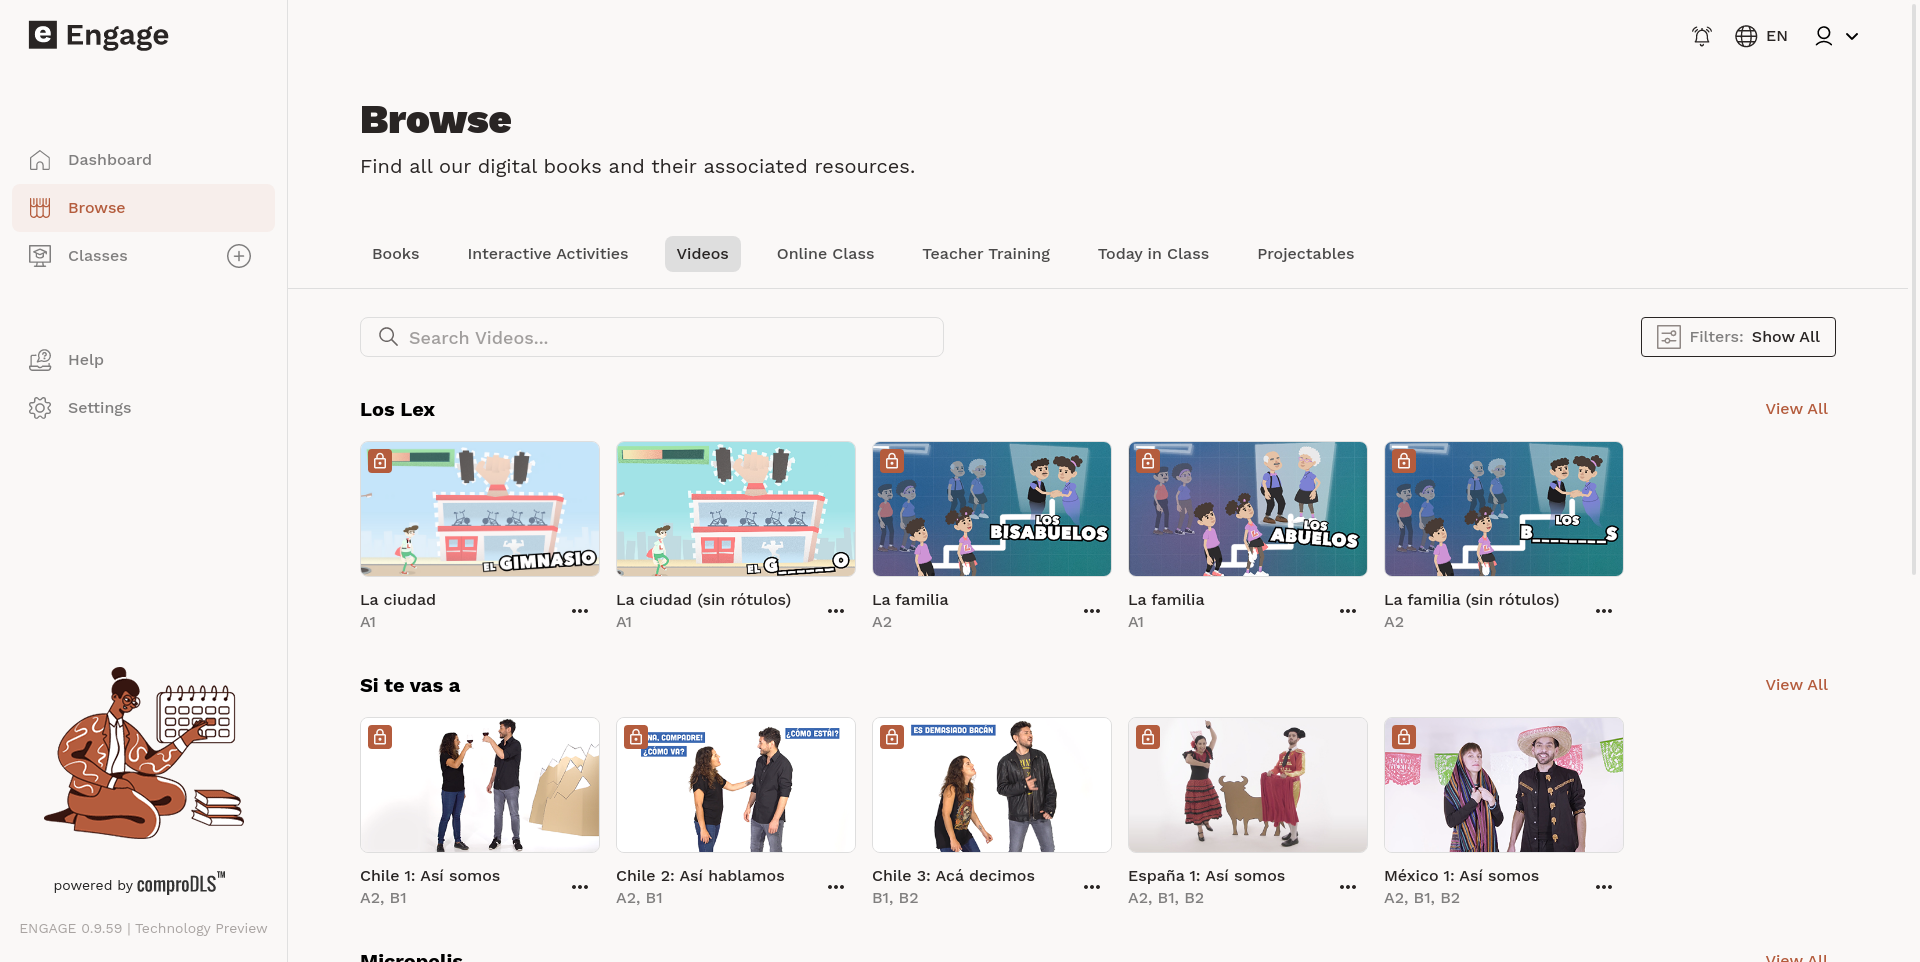 e Engage
EN
Dashboard
Browse
Classes
Help
Settings
powered by comproDLS™
ENGAGE 0.9.59 | Technology Preview
Browse
Find all our digital books and their associated resources.
Books Interactive Activities Videos Online Class Teacher Training Today in Class Projectables
Search Videos...
Filters: Show All
Los Lex View All
EL GIMNASIO
EL G_______O
LOS
BISABUELOS
LOS
ABUELOS
LOS
B________S
La ciudad
A1
La ciudad (sin rótulos)
A1
La familia
A2
La familia
A1
La familia (sin rótulos)
A2
Si te vas a View All
NA, COMPADRE!
¿CÓMO VA?
¿CÓMO ESTÁI?
ES DEMASIADO BACÁN
Chile 1: Así somos
A2, B1
Chile 2: Así hablamos
A2, B1
Chile 3: Acá decimos
B1, B2
España 1: Así somos
A2, B1, B2
México 1: Así somos
A2, B1, B2
Micropolis View All